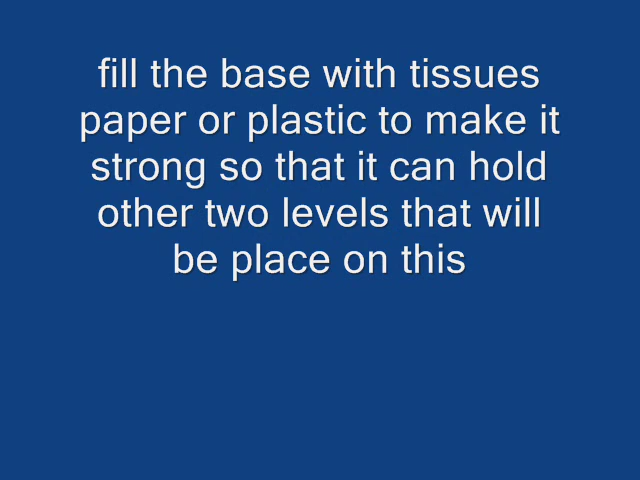 fill the base with tissues
paper or plastic to make it
strong so that it can hold
other two levels that will
be place on this